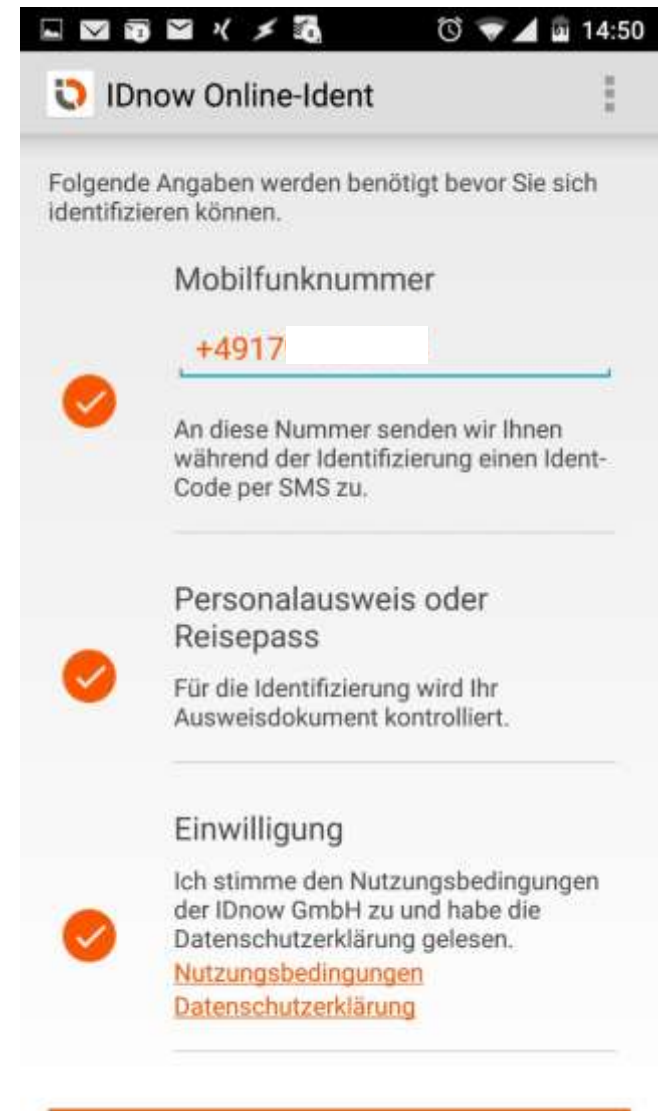 14:50
IDnow Online-Ident
Folgende Angaben werden benötigt bevor Sie sich
identifizieren können.
Mobilfunknummer
+4917
An diese Nummer senden wir Ihnen
während der Identifizierung einen Ident-
Code per SMS zu.
Personalausweis oder
Reisepass
Für die Identifizierung wird Ihr
Ausweisdokument kontrolliert.
Einwilligung
Ich stimme den Nutzungsbedingungen
der IDnow GmbH zu und habe die
Datenschutzerklärung gelesen.
Nutzungsbedingungen
Datenschutzerklärung